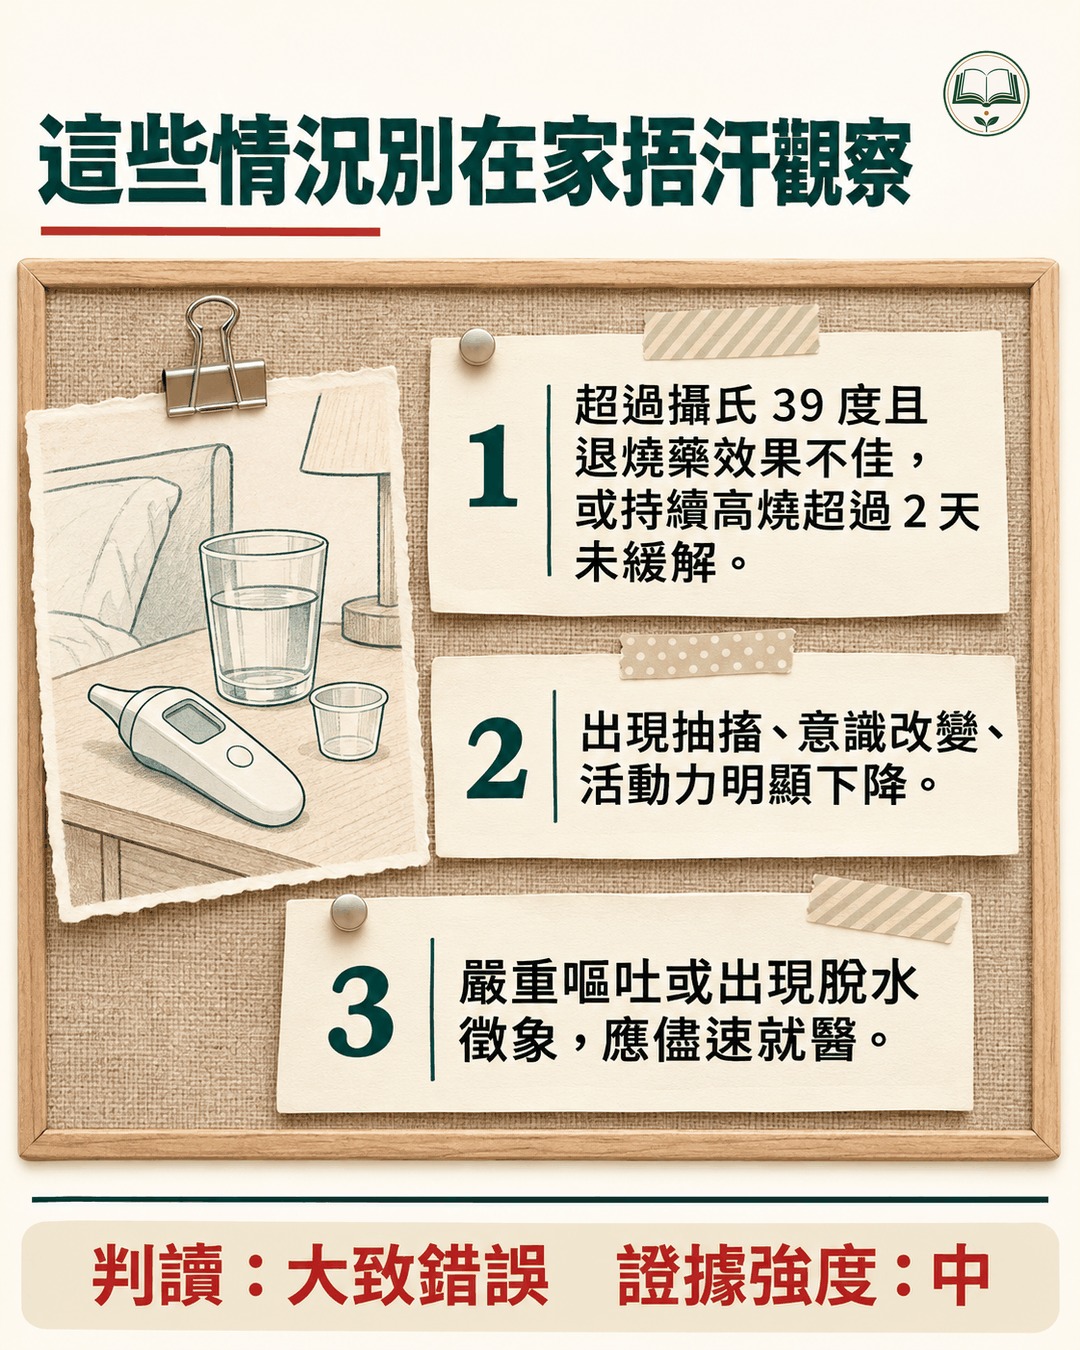 這些情況別在家捂汗觀察
1
超過攝氏 39 度且
退燒藥效果不佳，
或持續高燒超過 2 天
未緩解。
2
出現抽搐、意識改變、
活動力明顯下降。
3
嚴重嘔吐或出現脫水
徵象，應儘速就醫。
判讀：大致錯誤 證據強度：中